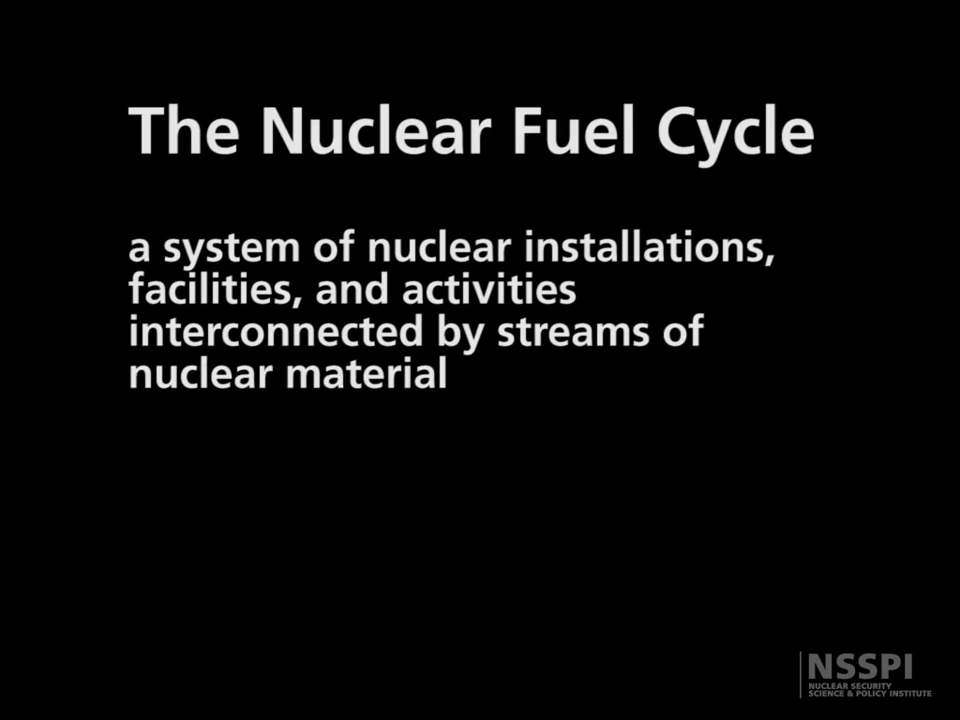 The Nuclear Fuel Cycle
a system of nuclear installations,
facilities, and activities
interconnected by streams of
nuclear material
NSSPI
NUCLEAR SECURITY
SCIENCE & POLICY INSTITUTE